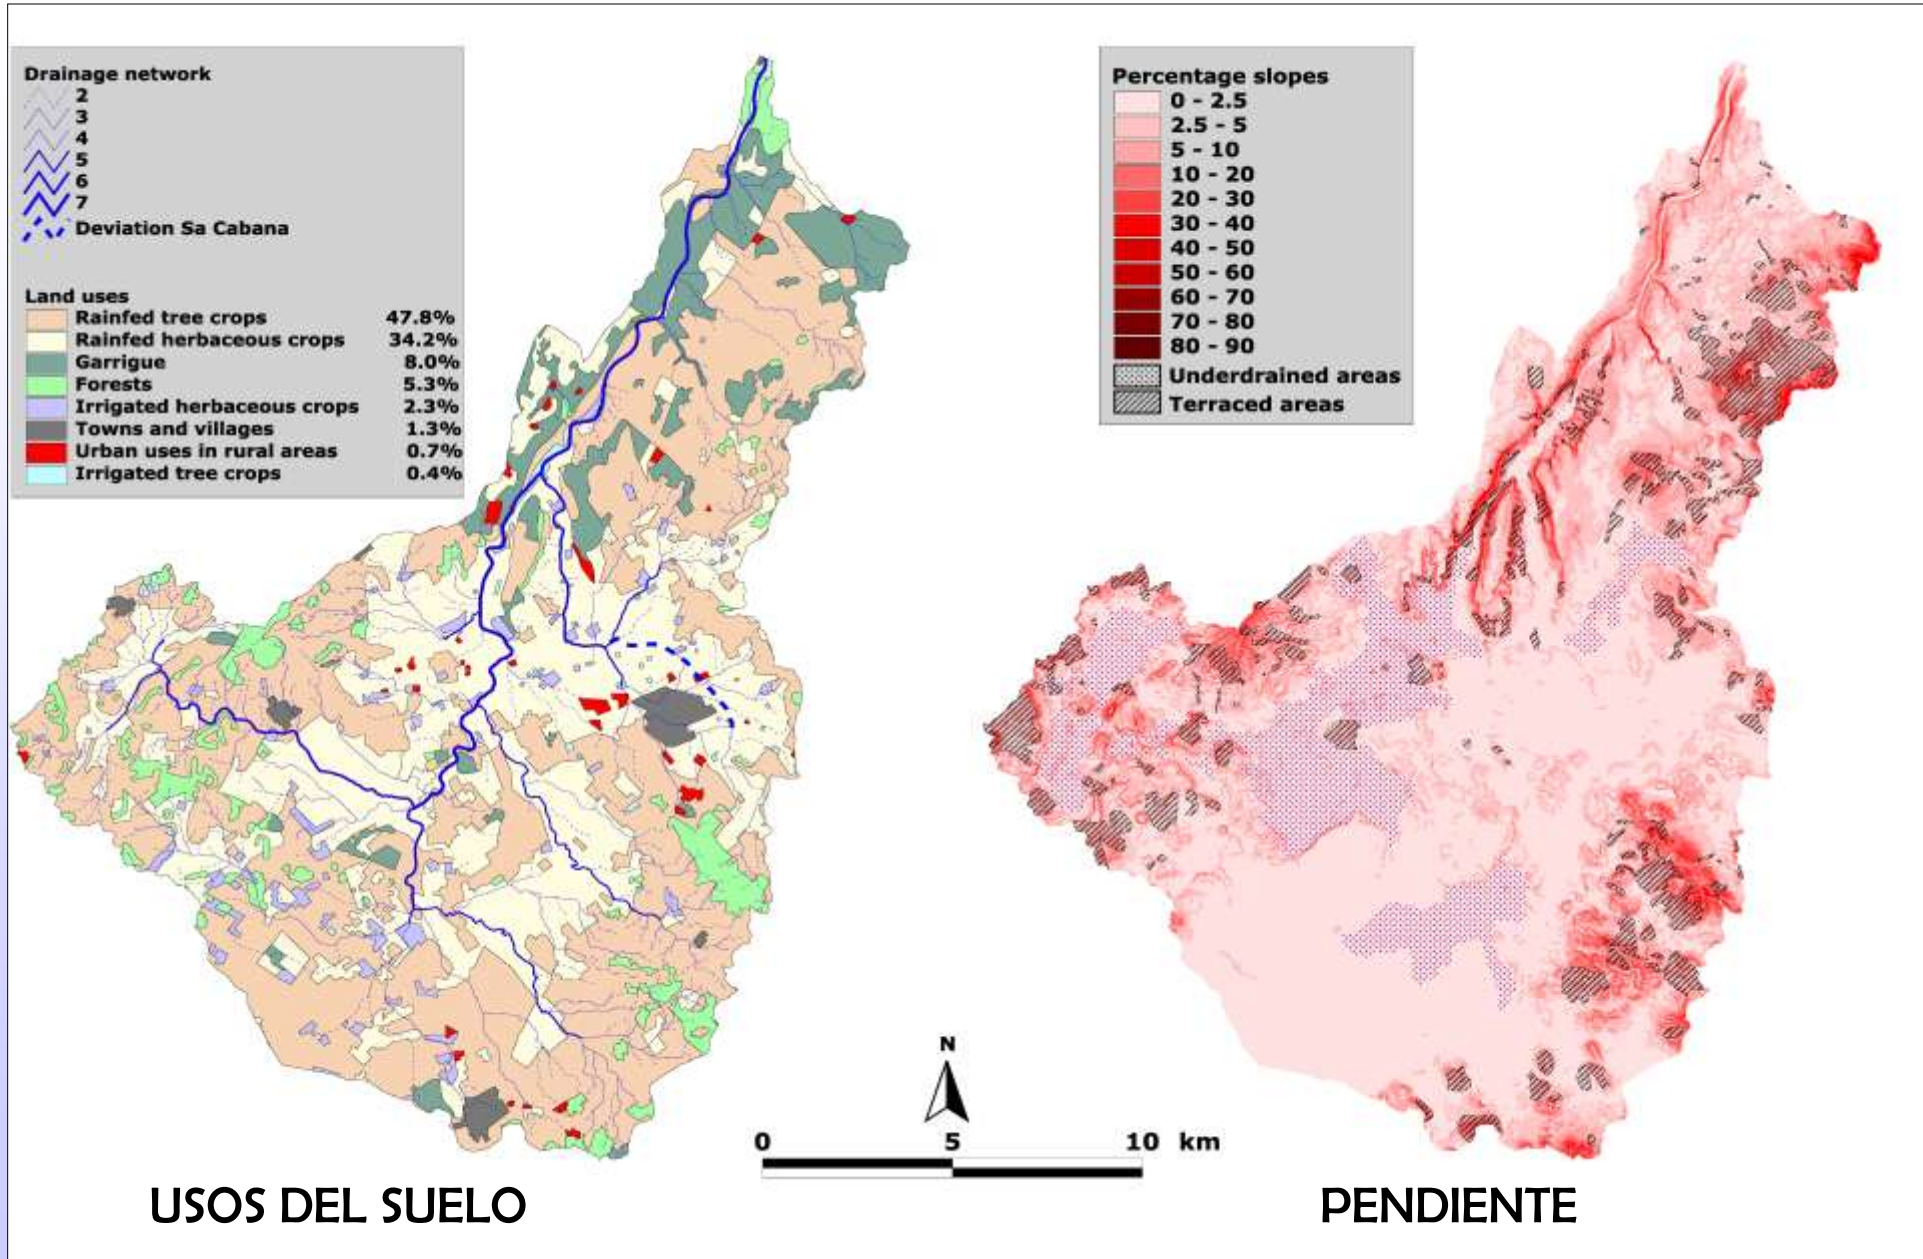 Drainage network
2
3
4
5
6
7
Deviation Sa Cabana
Land uses
Rainfed tree crops 47.8%
Rainfed herbaceous crops 34.2%
Garrigue 8.0%
Forests 5.3%
Irrigated herbaceous crops 2.3%
Towns and villages 1.3%
Urban uses in rural areas 0.7%
Irrigated tree crops 0.4%
Percentage slopes
0 - 2.5
2.5 - 5
5 - 10
10 - 20
20 - 30
30 - 40
40 - 50
50 - 60
60 - 70
70 - 80
80 - 90
Underdrained areas
Terraced areas
N
0 5 10 km
USOS DEL SUELO
PENDIENTE